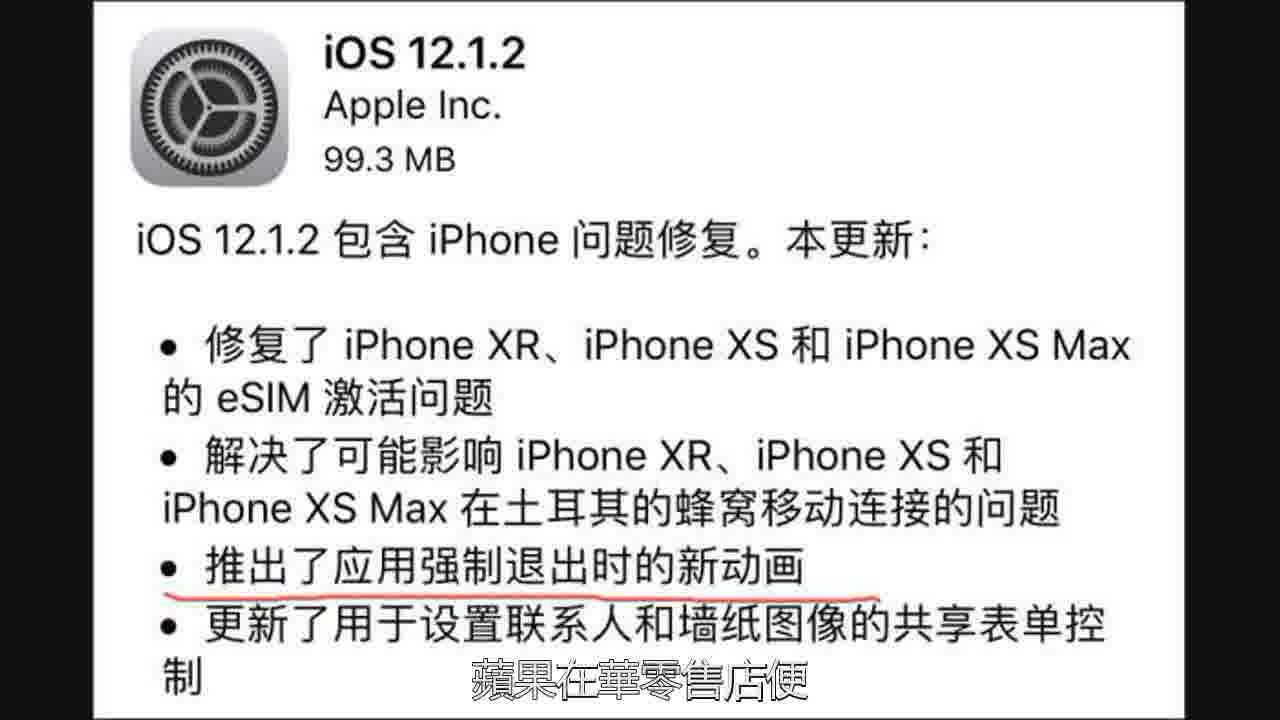 iOS 12.1.2
Apple Inc.
99.3 MB
iOS 12.1.2 包含 iPhone 问题修复。本更新：
• 修复了 iPhone XR、iPhone XS 和 iPhone XS Max
的 eSIM 激活问题
• 解决了可能影响 iPhone XR、iPhone XS 和
iPhone XS Max 在土耳其的蜂窝移动连接的问题
• 推出了应用强制退出时的新动画
• 更新了用于设置联系人和墙纸图像的共享表单控
制
蘋果在華零售店便